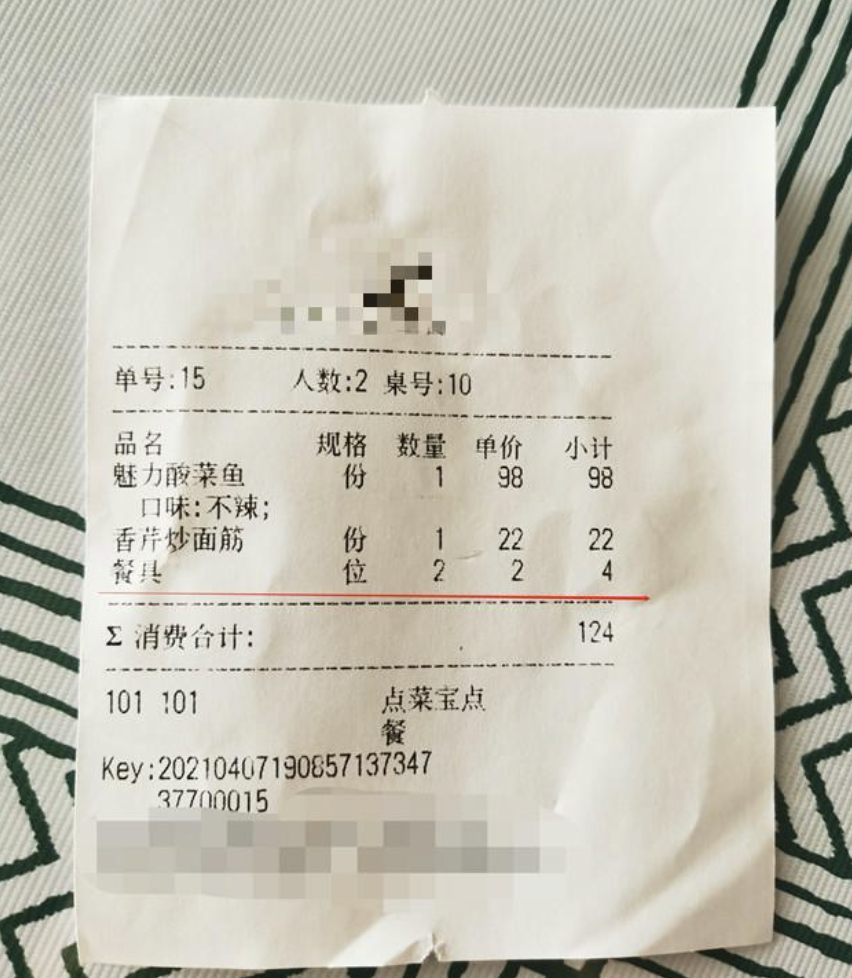 单号:15 人数:2 桌号:10
品名 规格 数量 单价 小计
魅力酸菜鱼 份 1 98 98
口味:不辣;
香芹炒面筋 份 1 22 22
餐具 位 2 2 4
Σ 消费合计: 124
101 101 点菜宝点
餐
Key:20210407190857137347
37700015